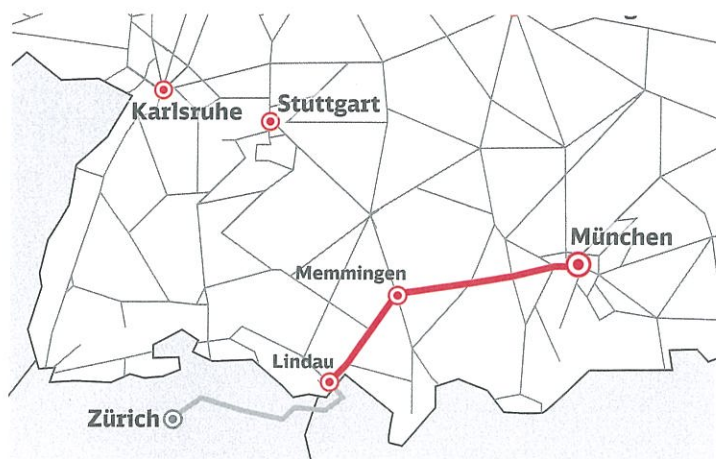 Karlsruhe
Stuttgart
München
Memmingen
Lindau
Zürich